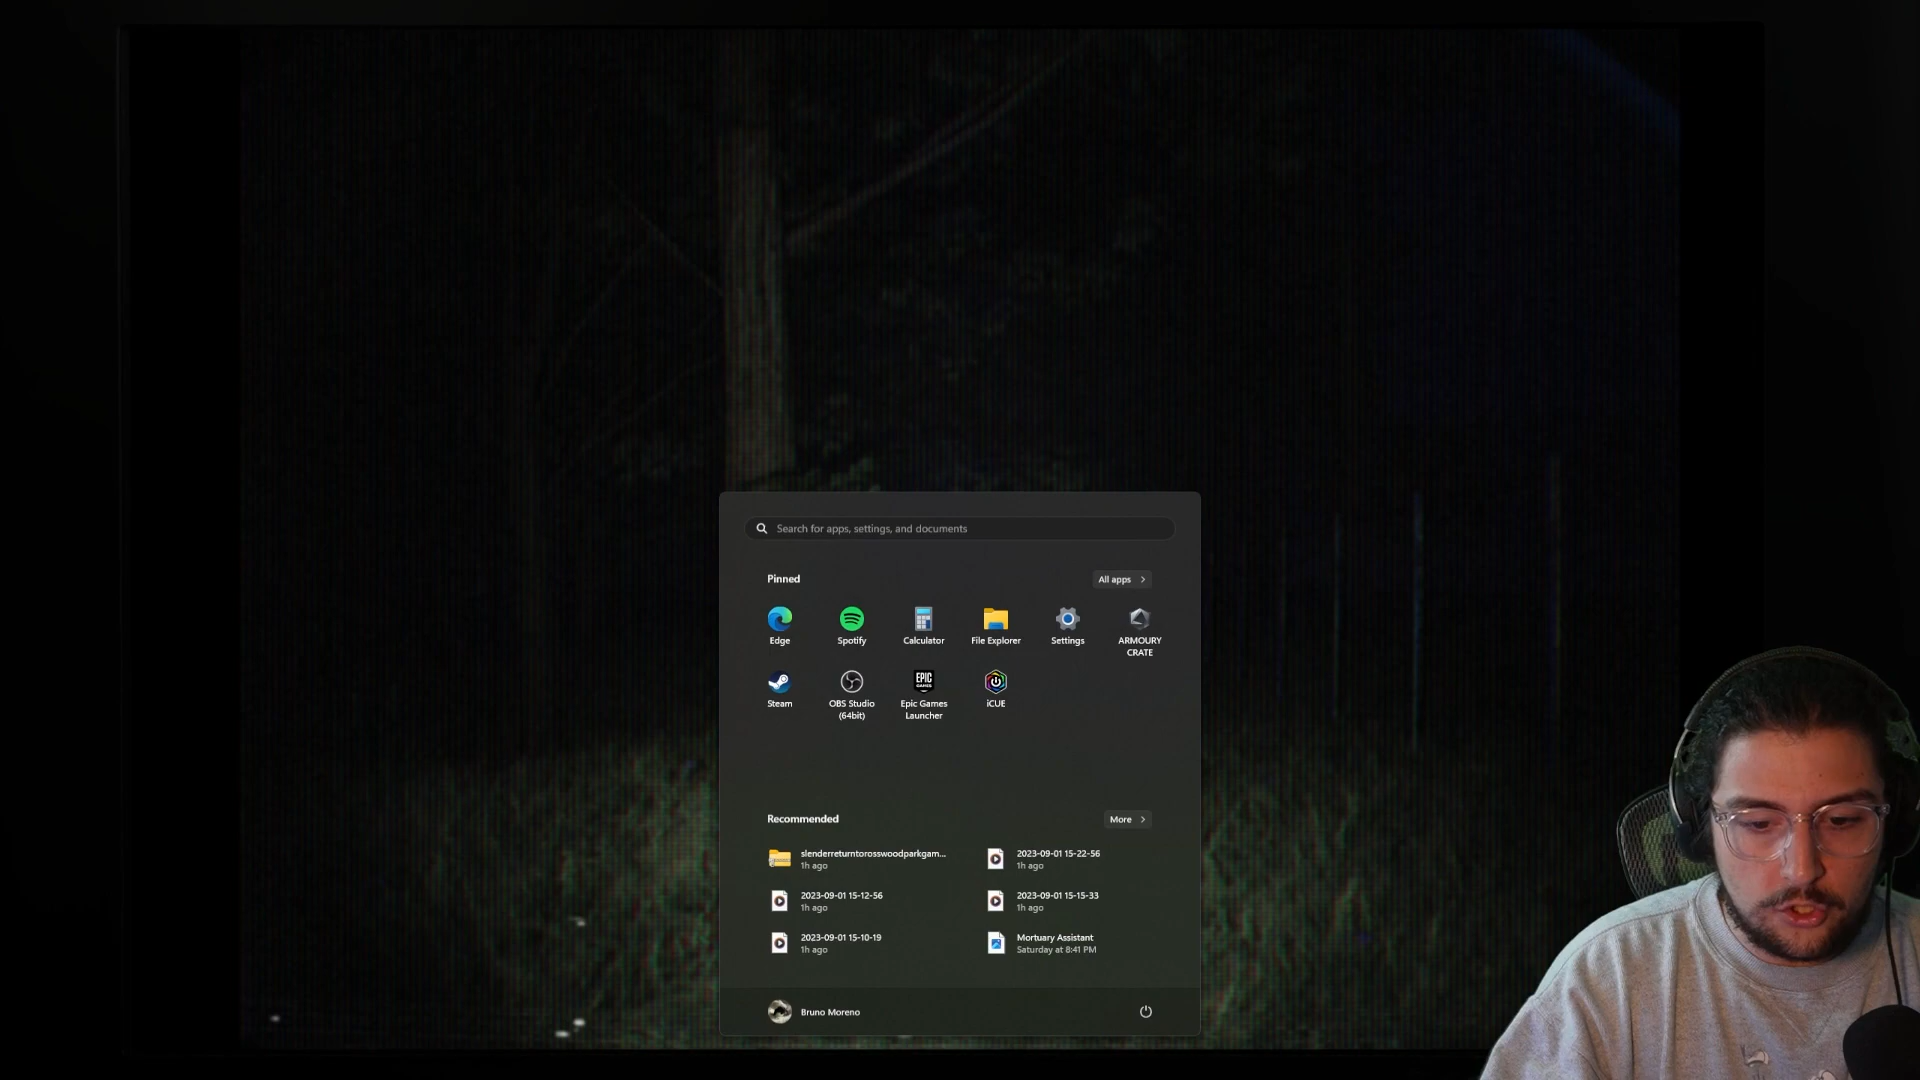 Search for apps, settings, and documents
Pinned
All apps
Edge
Spotify
Calculator
File Explorer
Settings
ARMOURY
CRATE
Steam
OBS Studio
(64bit)
EPIC
GAMES
Epic Games
Launcher
iCUE
Recommended
More
slenderreturntorosswoodparkgam...
1h ago
2023-09-01 15-22-56
1h ago
2023-09-01 15-12-56
1h ago
2023-09-01 15-15-33
1h ago
2023-09-01 15-10-19
1h ago
Mortuary Assistant
Saturday at 8:41 PM
Bruno Moreno